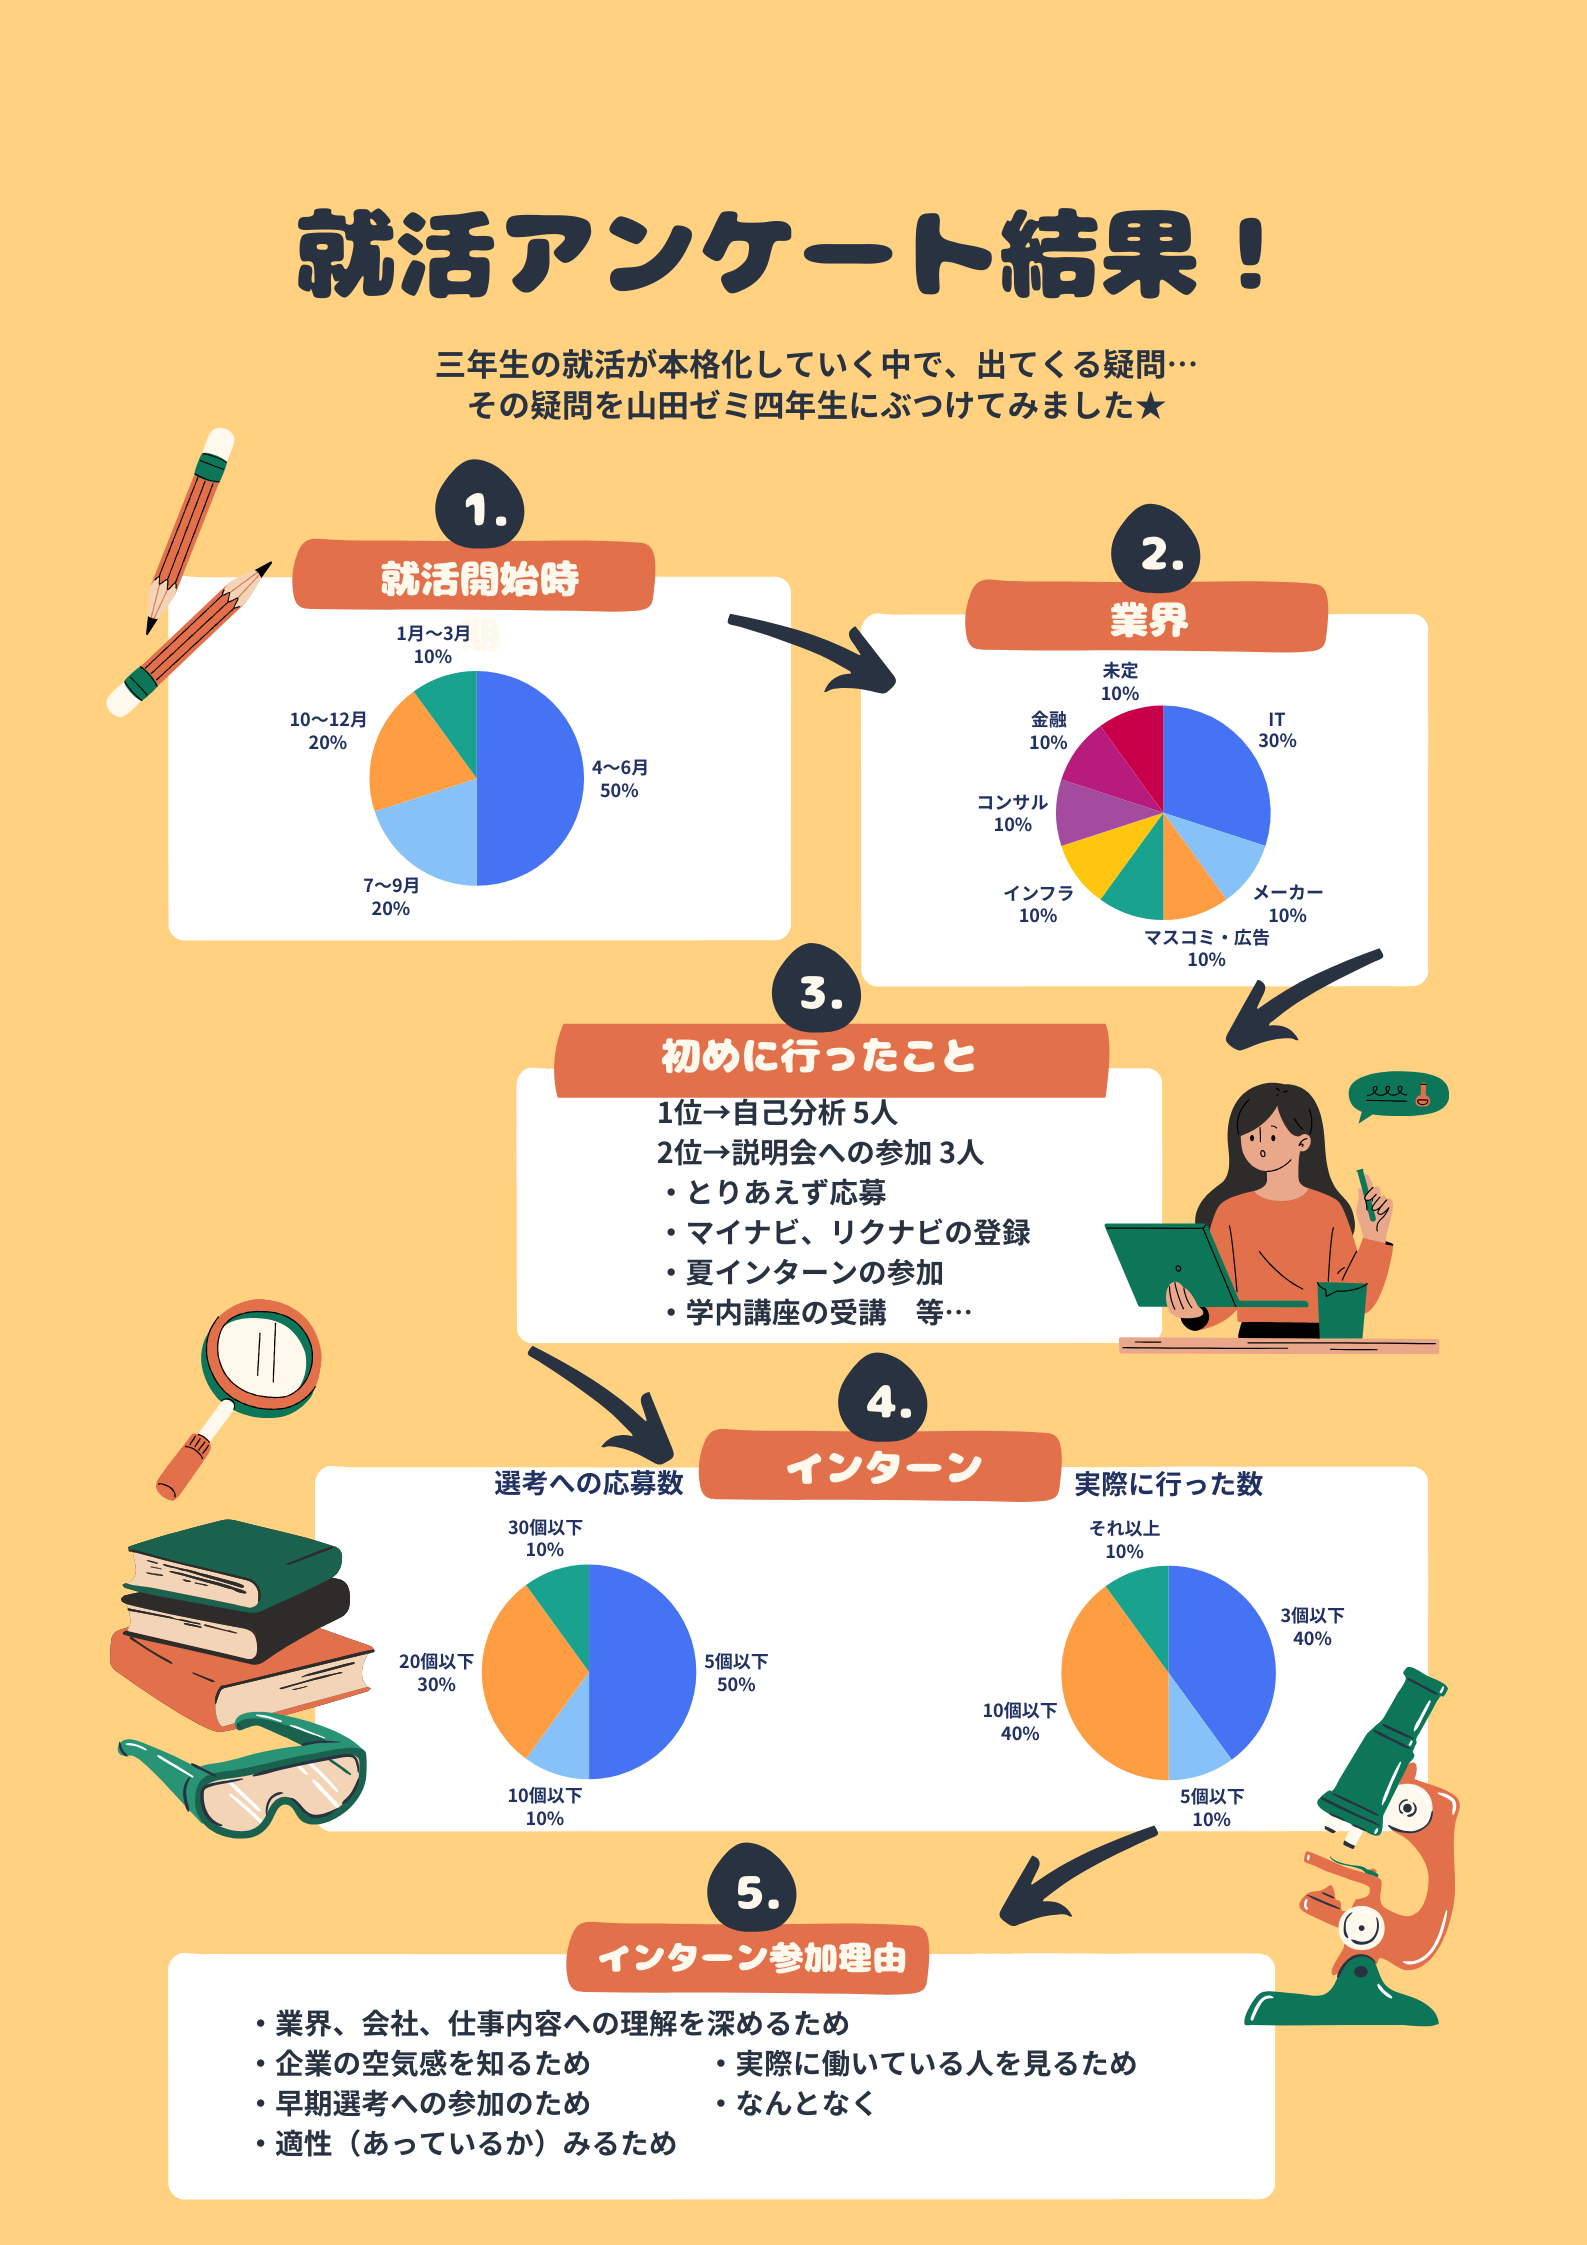 就活アンケート結果！
三年生の就活が本格化していく中で、出てくる疑問…
その疑問を山田ゼミ四年生にぶつけてみました★
1.
就活開始時
期
1月～3月
10%
10～12月
20%
4～6月
50%
7～9月
20%
2.
業界
未定
10%
金融
10%
IT
30%
コンサル
10%
インフラ
10%
メーカー
10%
マスコミ・広告
10%
3.
初めに行ったこと
1位→自己分析 5人
2位→説明会への参加 3人
・とりあえず応募
・マイナビ、リクナビの登録
・夏インターンの参加
・学内講座の受講　等…
4.
インターン
選考への応募数
30個以下
10%
20個以下
30%
5個以下
50%
10個以下
10%
実際に行った数
それ以上
10%
3個以下
40%
10個以下
40%
5個以下
10%
5.
インターン参加理由
・業界、会社、仕事内容への理解を深めるため
・企業の空気感を知るため
・早期選考への参加のため
・適性（あっているか）みるため
・実際に働いている人を見るため
・なんとなく